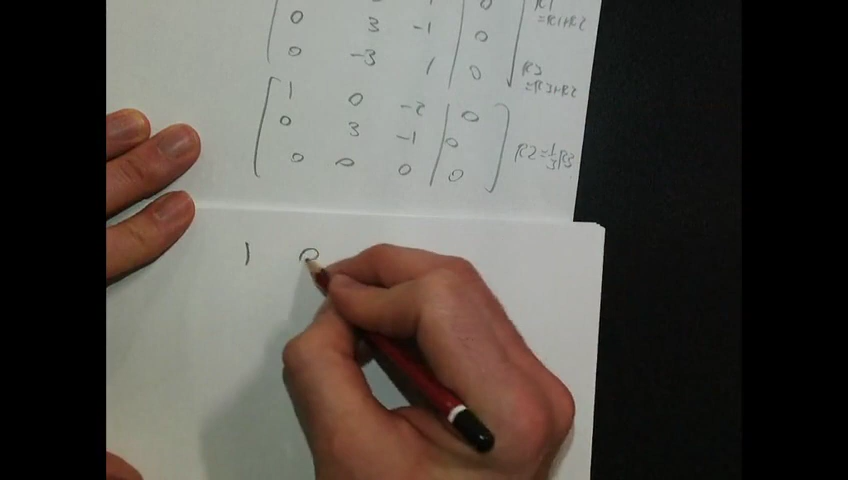 0 R1
0 3 -1 0 =R1+R2
0 -3 1 0 R3
=R3+R2
1 0 -2 0
0 3 -1 0
0 0 0 0 R2=1/3R3
1 0